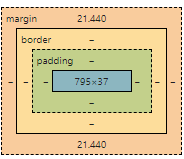 margin 21.440
border –
padding –
– – – 795×37 – – –
–
–
21.440